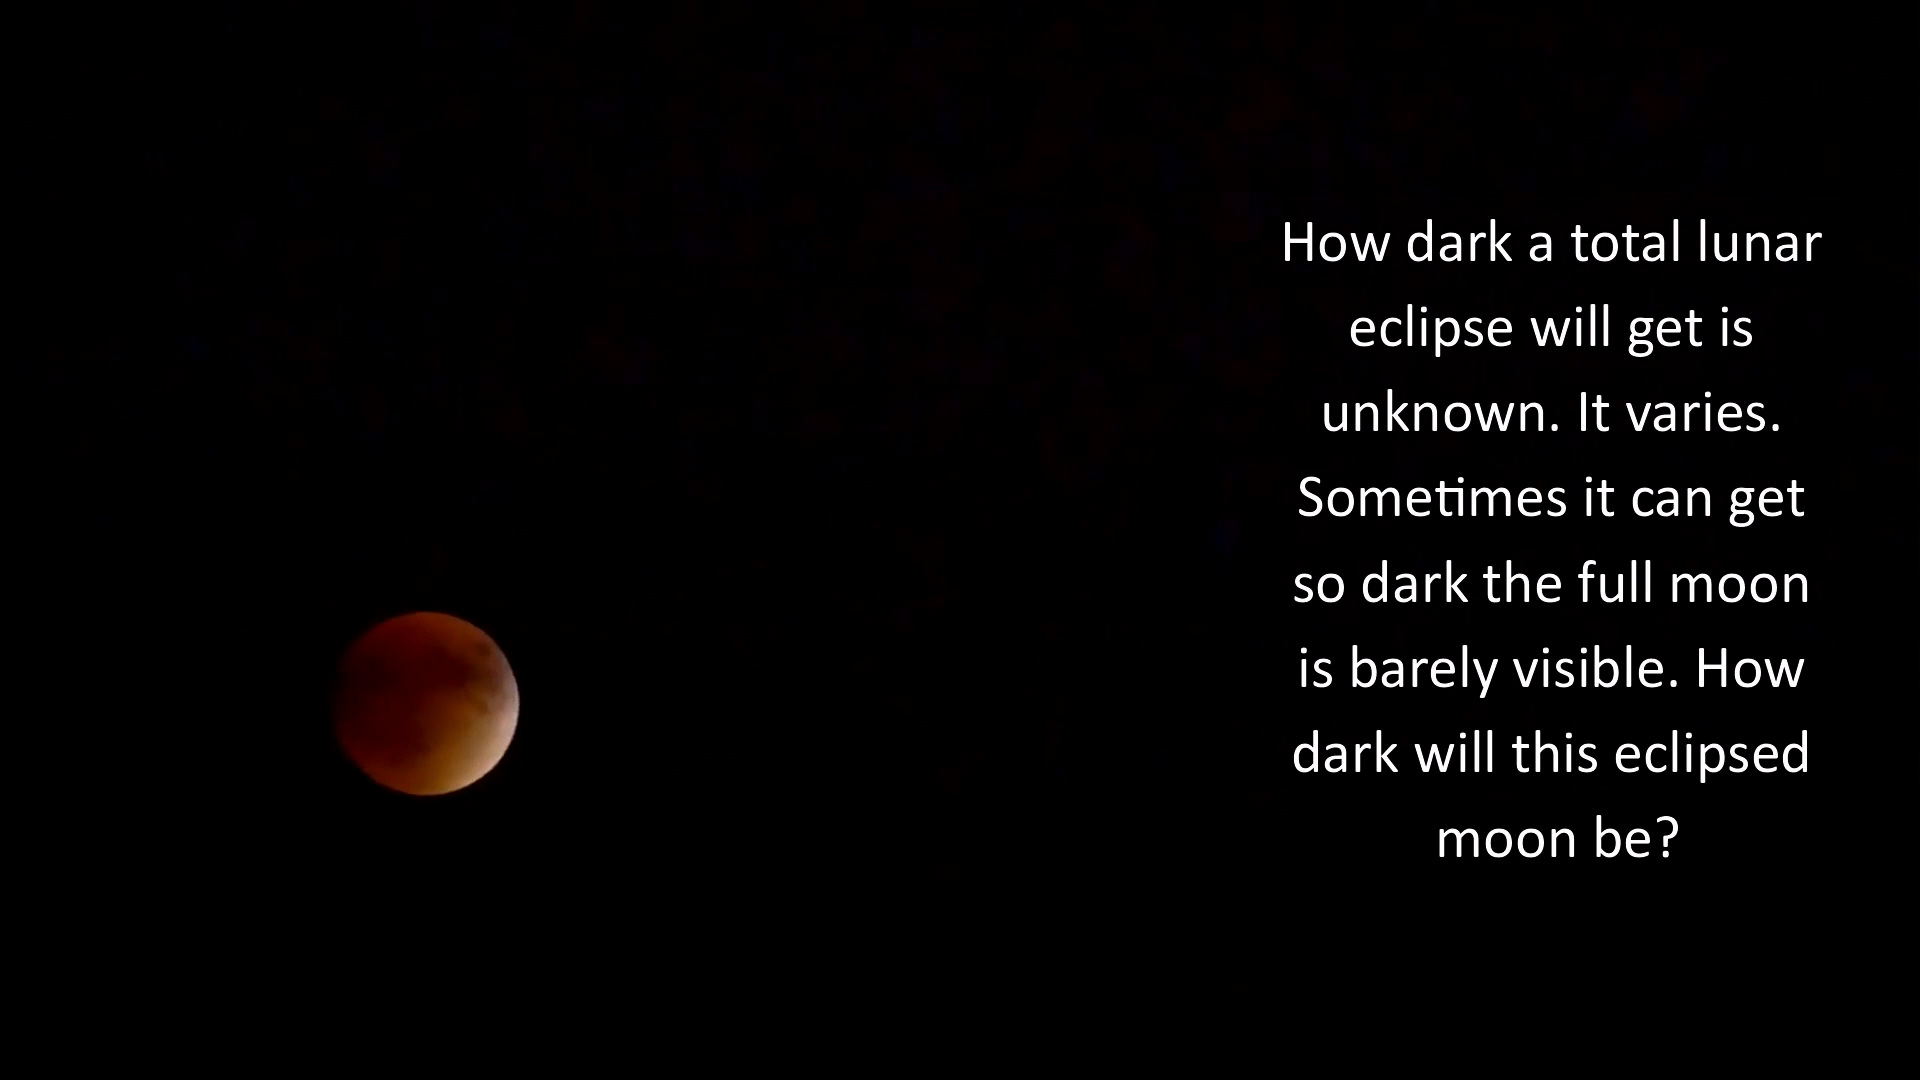 How dark a total lunar
eclipse will get is
unknown. It varies.
Sometimes it can get
so dark the full moon
is barely visible. How
dark will this eclipsed
moon be?